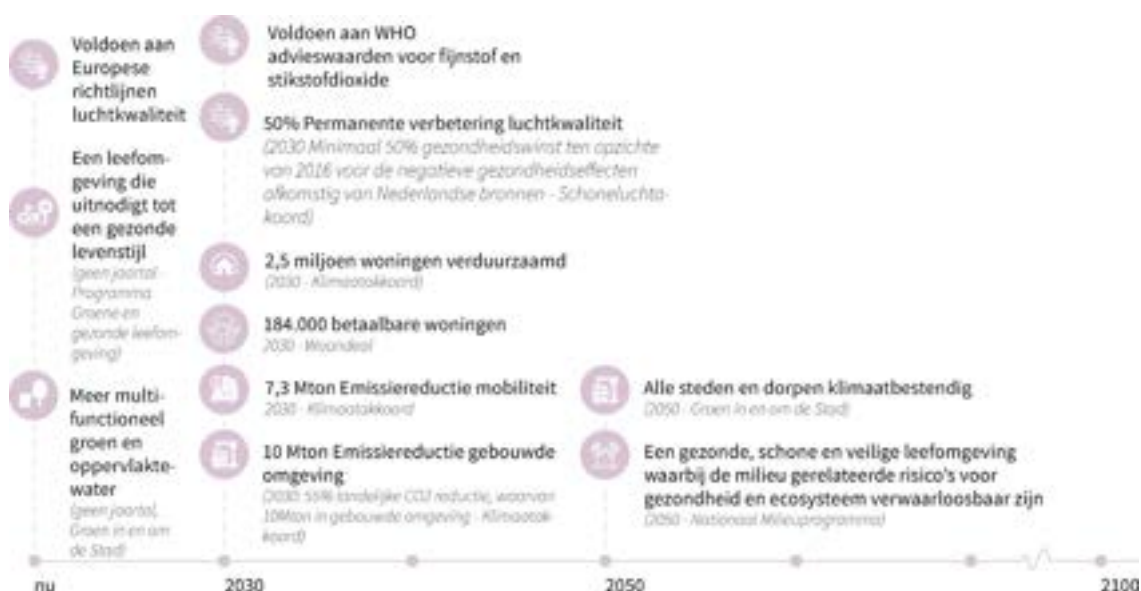 Voldoen aan
Europese
richtlijnen
luchtkwaliteit
Een leefom-
geving die
uitnodigt tot
een gezonde
levenstijl
(geen jaartal
Programma
Groene en
gezonde leefom-
geving)
Meer multi-
functioneel
groen en
oppervlakte-
water
(geen jaartal,
Groen in en om
de Stad)
Voldoen aan WHO
advieswaarden voor fijnstof en
stikstofdioxide
50% Permanente verbetering luchtkwaliteit
(2030 Minimaal 50% gezondheidswinst ten opzichte
van 2016 voor de negatieve gezondheidseffecten
afkomstig van Nederlandse bronnen - Schoneluchta-
koord)
2,5 miljoen woningen verduurzaamd
(2030 - Klimaatakkoord)
184.000 betaalbare woningen
2030 - Woondeal
7,3 Mton Emissiereductie mobiliteit
2030 - Klimaatakkoord
10 Mton Emissiereductie gebouwde
omgeving
(2030: 55% landelijke CO2 reductie, waarvan
10Mton in gebouwde omgeving - Klimaatak-
koord)
Alle steden en dorpen klimaatbestendig
(2050 - Groen in en om de Stad)
Een gezonde, schone en veilige leefomgeving
waarbij de milieu gerelateerde risico's voor
gezondheid en ecosysteem verwaarloosbaar zijn
(2050 - Nationaal Milieuprogramma)
nu 2030 2050 2100